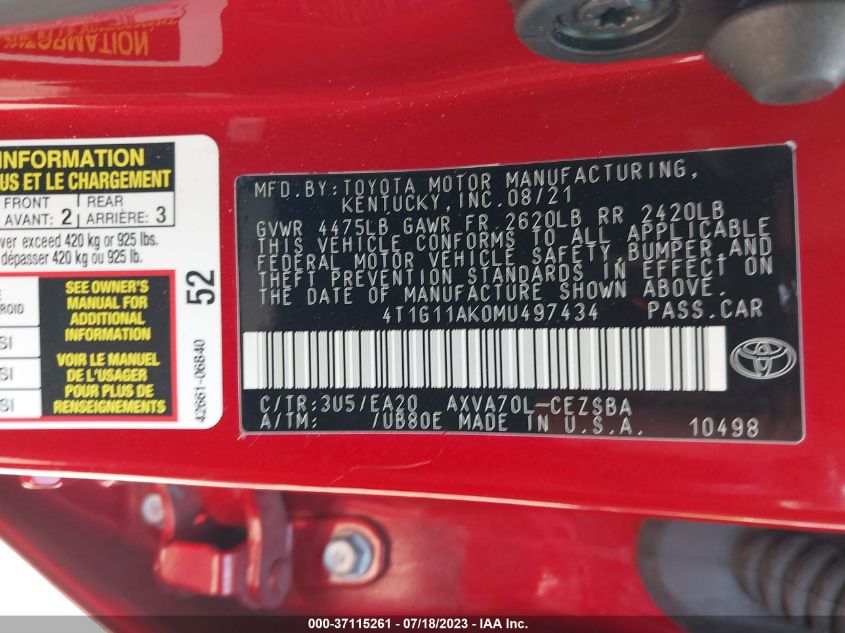 INFORMATION
INFORMATION
US ET LE CHARGEMENT
FRONT REAR
AVANT: 2 ARRIÈRE: 3
ver exceed 420 kg or 925 lbs.
dépasser 420 kg ou 925 lb.
SEE OWNER'S
MANUAL FOR
ADDITIONAL
INFORMATION
VOIR LE MANUEL
DE L'USAGER
POUR PLUS DE
RENSEIGNEMENTS
52
42661-06840
MFD.BY:TOYOTA MOTOR MANUFACTURING,
KENTUCKY,INC.08/21
GVWR 4475LB GAWR FR 2620LB RR 2420LB
THIS VEHICLE CONFORMS TO ALL APPLICABLE
FEDERAL MOTOR VEHICLE SAFETY,BUMPER,AND
THEFT PREVENTION STANDARDS IN EFFECT ON
THE DATE OF MANUFACTURE SHOWN ABOVE.
4T1G11AK0MU497434 PASS.CAR
C/TR:3U5/EA20 AXVA70L-CEZSBA
A/TM: /UB80E MADE IN U.S.A. 10498
000-37115261 - 07/18/2023 - IAA Inc.